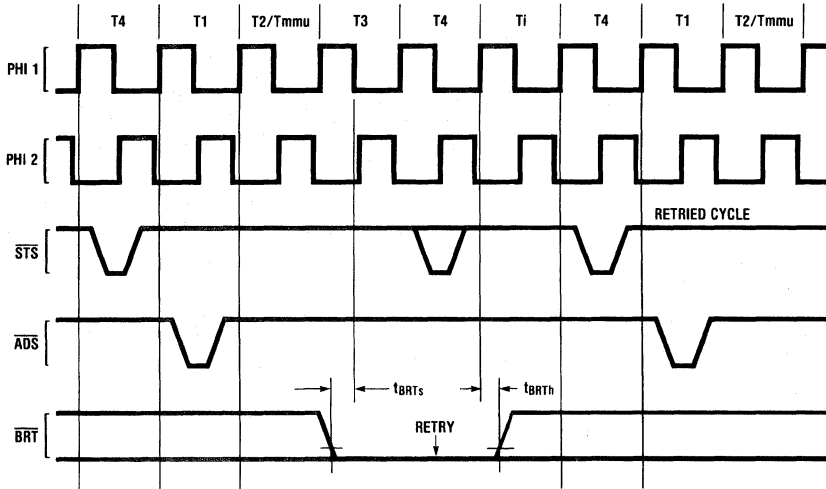 T4 T1 T2/Tmmu T3 T4 Ti T4 T1 T2/Tmmu
PHI 1
PHI 2
RETRIED CYCLE
STS
ADS
tBRTs tBRTh
RETRY
BRT